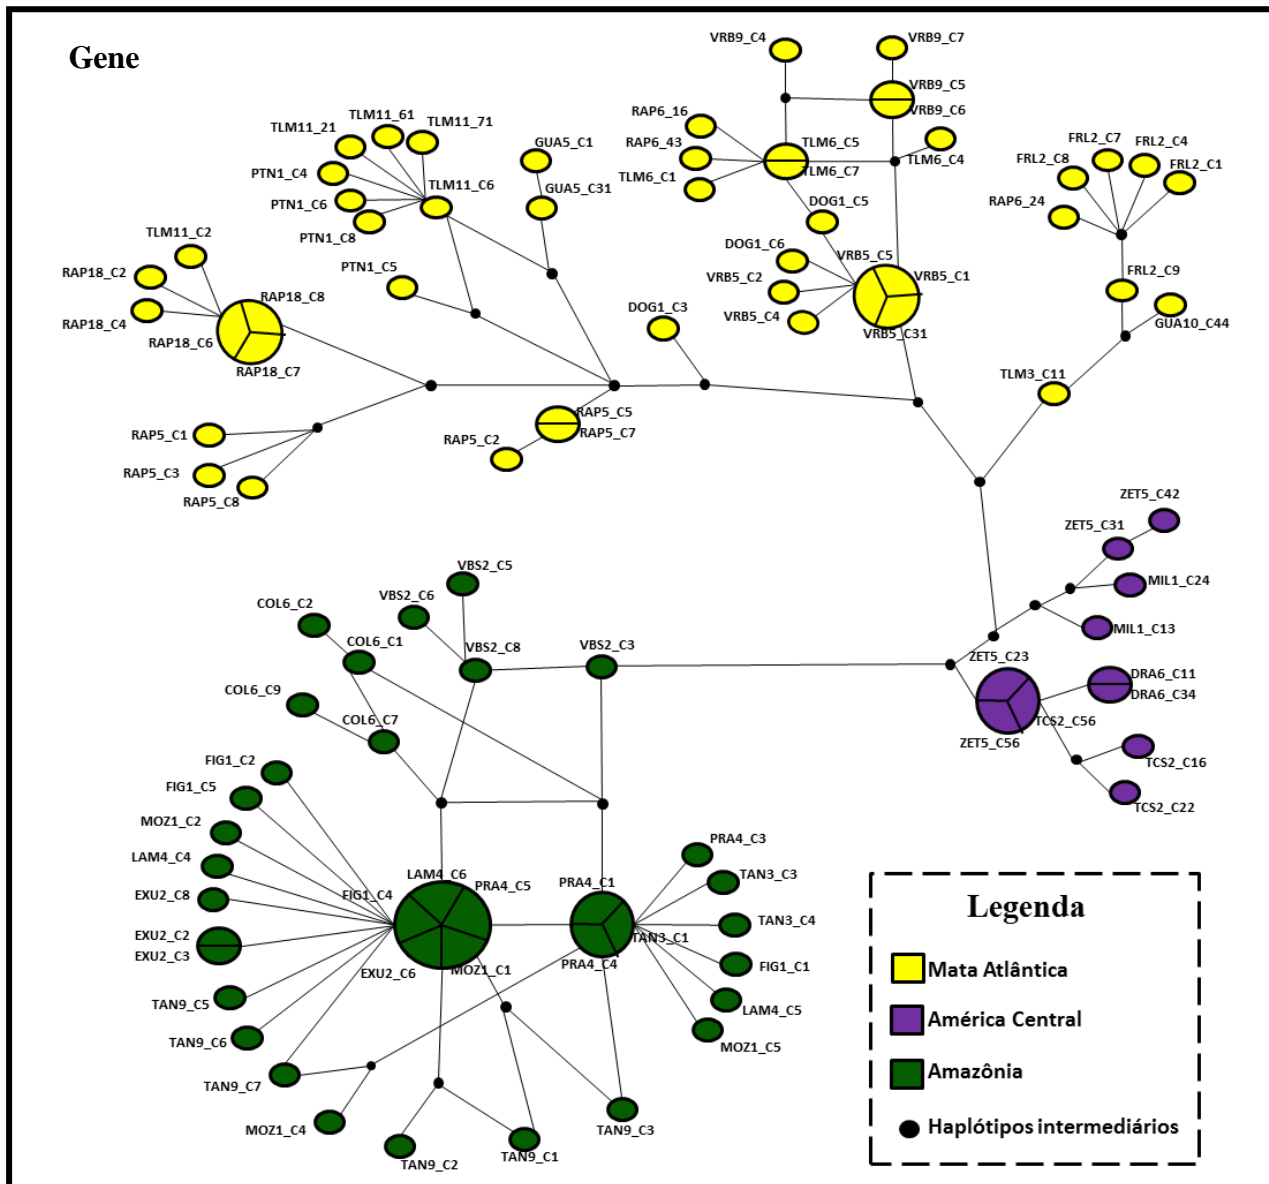 Gene
VRB9_C4
VRB9_C7
VRB9_C5
VRB9_C6
RAP6_16
RAP6_43
TLM6_C1
TLM6_C5
TLM6_C7
TLM6_C4
DOG1_C5
DOG1_C6
VRB5_C2
VRB5_C4
VRB5_C5
VRB5_C1
VRB5_C31
FRL2_C7
FRL2_C4
FRL2_C8
FRL2_C1
RAP6_24
FRL2_C9
GUA10_C44
TLM3_C11
TLM11_61
TLM11_21
TLM11_71
PTN1_C4
TLM11_C6
PTN1_C6
PTN1_C8
GUA5_C1
GUA5_C31
TLM11_C2
RAP18_C2
RAP18_C4
RAP18_C8
RAP18_C6
RAP18_C7
PTN1_C5
DOG1_C3
RAP5_C5
RAP5_C7
RAP5_C2
RAP5_C1
RAP5_C3
RAP5_C8
ZET5_C42
ZET5_C31
MIL1_C24
MIL1_C13
ZET5_C23
DRA6_C11
DRA6_C34
TCS2_C56
ZET5_C56
TCS2_C16
TCS2_C22
VBS2_C5
VBS2_C6
COL6_C2
COL6_C1
VBS2_C8
VBS2_C3
COL6_C9
COL6_C7
FIG1_C2
FIG1_C5
MOZ1_C2
LAM4_C4
EXU2_C8
EXU2_C2
EXU2_C3
TAN9_C5
TAN9_C6
TAN9_C7
MOZ1_C4
LAM4_C6
FIG1_C4
PRA4_C5
EXU2_C6
MOZ1_C1
PRA4_C1
TAN3_C1
PRA4_C4
PRA4_C3
TAN3_C3
TAN3_C4
FIG1_C1
LAM4_C5
MOZ1_C5
TAN9_C2
TAN9_C1
TAN9_C3
Legenda
Mata Atlântica
América Central
Amazônia
Haplótipos intermediários